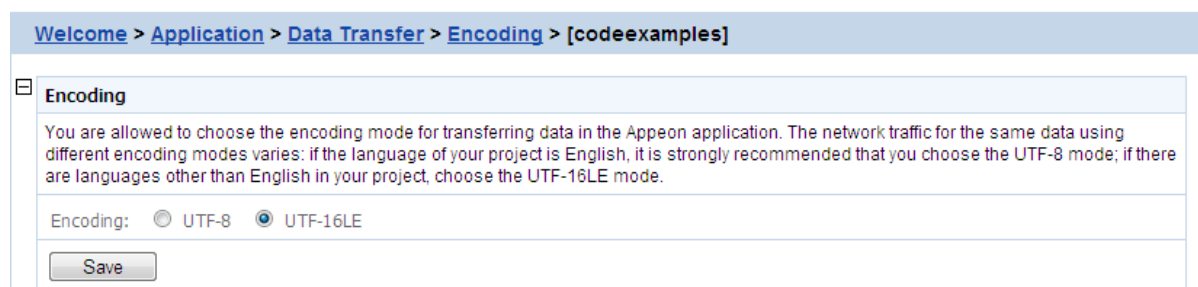 Welcome > Application > Data Transfer > Encoding > [codeexamples]
Encoding
You are allowed to choose the encoding mode for transferring data in the Appeon application. The network traffic for the same data using
different encoding modes varies: if the language of your project is English, it is strongly recommended that you choose the UTF-8 mode; if there
are languages other than English in your project, choose the UTF-16LE mode.
Encoding: UTF-8 UTF-16LE
Save